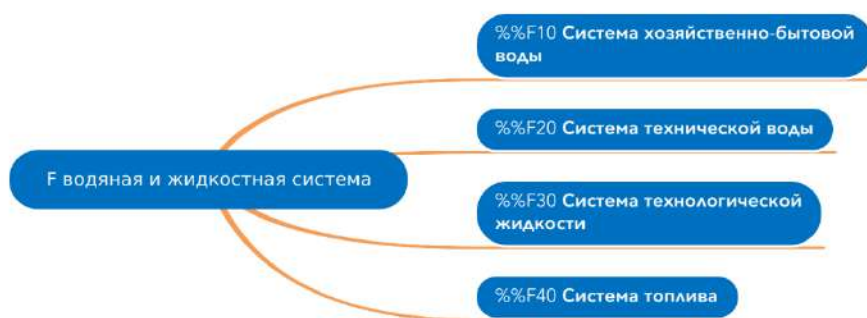 %%F10 Система хозяйственно-бытовой
воды
%%F20 Система технической воды
F водяная и жидкостная система
%%F30 Система технологической
жидкости
%%F40 Система топлива